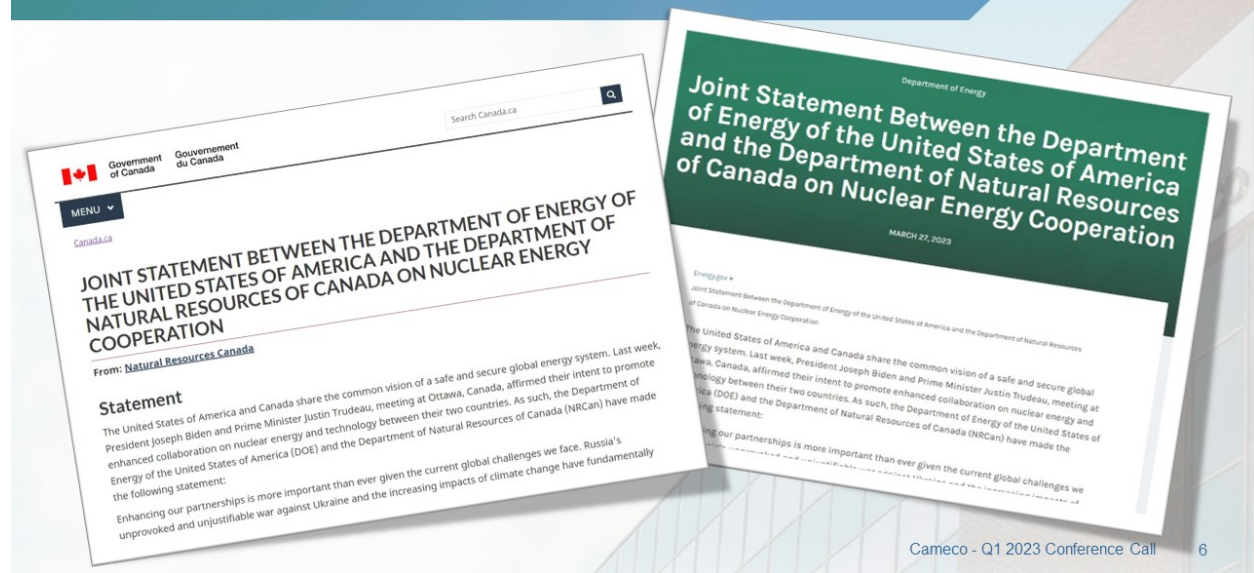 Search Canada.ca
Government
of Canada
Gouvernement
du Canada
MENU
Canada.ca
JOINT STATEMENT BETWEEN THE DEPARTMENT OF ENERGY OF
THE UNITED STATES OF AMERICA AND THE DEPARTMENT OF
NATURAL RESOURCES OF CANADA ON NUCLEAR ENERGY
COOPERATION
From: Natural Resources Canada
Statement
The United States of America and Canada share the common vision of a safe and secure global energy system. Last week,
President Joseph Biden and Prime Minister Justin Trudeau, meeting at Ottawa, Canada, affirmed their intent to promote
enhanced collaboration on nuclear energy and technology between their two countries. As such, the Department of
Energy of the United States of America (DOE) and the Department of Natural Resources of Canada (NRCan) have made
the following statement:
Enhancing our partnerships is more important than ever given the current global challenges we face. Russia's
unprovoked and unjustifiable war against Ukraine and the increasing impacts of climate change have fundamentally
Department of Energy
Joint Statement Between the Department
of Energy of the United States of America
and the Department of Natural Resources
of Canada on Nuclear Energy Cooperation
MARCH 27, 2023
Energy.gov »
Joint Statement Between the Department of Energy of the United States of America and the Department of Natural Resources
of Canada on Nuclear Energy Cooperation
The United States of America and Canada share the common vision of a safe and secure global
energy system. Last week, President Joseph Biden and Prime Minister Justin Trudeau, meeting at
Canada, affirmed their intent to promote enhanced collaboration on nuclear energy and
between their two countries. As such, the Department of Energy of the United States of
(DOE) and the Department of Natural Resources of Canada (NRCan) have made the
statement:
our partnerships is more important than ever given the current global challenges we
unprovoked and unjustifiable war against Ukraine and the increasing impacts of
Cameco - Q1 2023 Conference Call 6